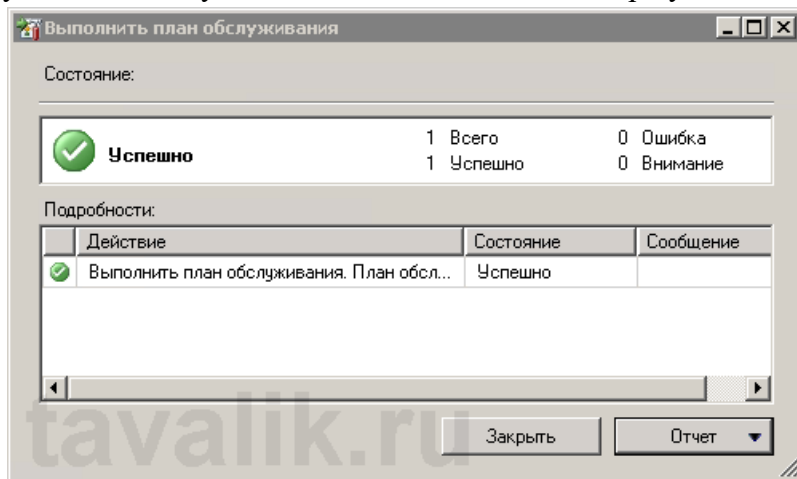 Выполнить план обслуживания
Состояние:
Успешно
1 Всего
0 Ошибка
1 Успешно
0 Внимание
Подробности:
Действие Состояние Сообщение
Выполнить план обслуживания. План обсл... Успешно
tavalik.ru
Закрыть Отчет